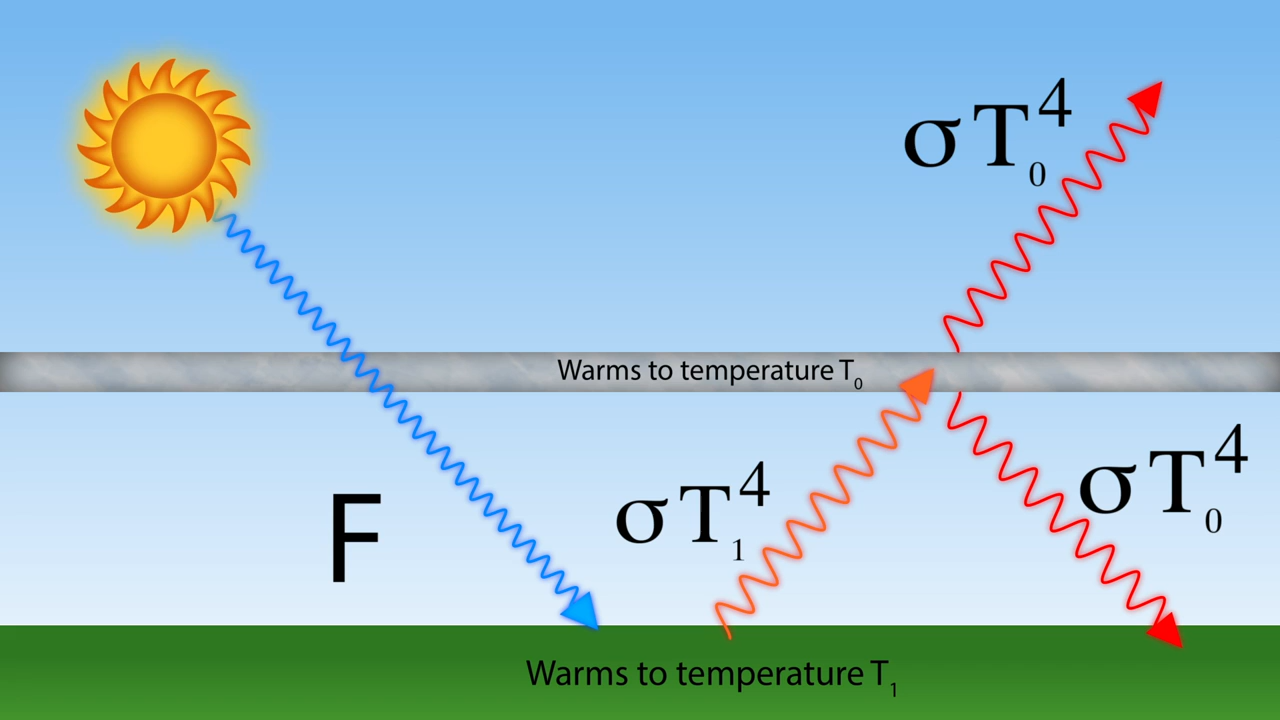 σT₀⁴
Warms to temperature T₀
F
σT₁⁴
σT₀⁴
Warms to temperature T₁